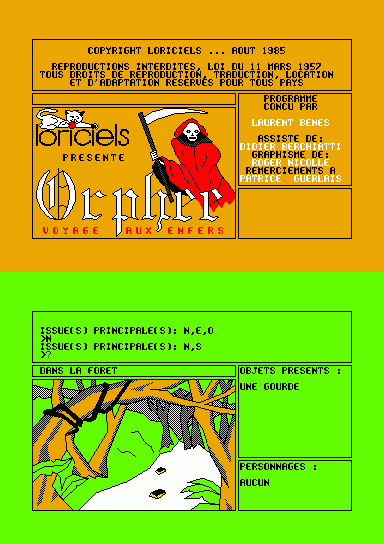 COPYRIGHT LORICIELS ... AOUT 1985
REPRODUCTIONS INTERDITES, LOI DU 11 MARS 1957
TOUS DROITS DE REPRODUCTION, TRADUCTION, LOCATION
ET D'ADAPTATION RESERVES POUR TOUS PAYS
loriciels
PRESENTE
Orphee
VOYAGE AUX ENFERS
PROGRAMME
CONCU PAR
LAURENT BENES
ASSISTE DE:
DIDIER BERCHIATTI
GRAPHISME DE:
ROGER NICOLLE
REMERCIEMENTS A
PATRICE GUERLAIS
ISSUE(S) PRINCIPALE(S): N,E,O
>N
ISSUE(S) PRINCIPALE(S): N,S
>?
DANS LA FORET
OBJETS PRESENTS :
UNE GOURDE
PERSONNAGES :
AUCUN